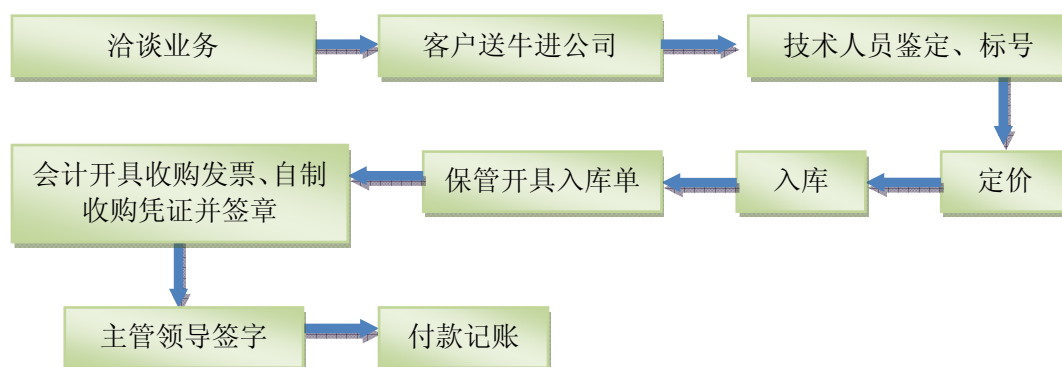 洽谈业务
客户送牛进公司
技术人员鉴定、标号
定价
入库
保管开具入库单
会计开具收购发票、自制
收购凭证并签章
主管领导签字
付款记账